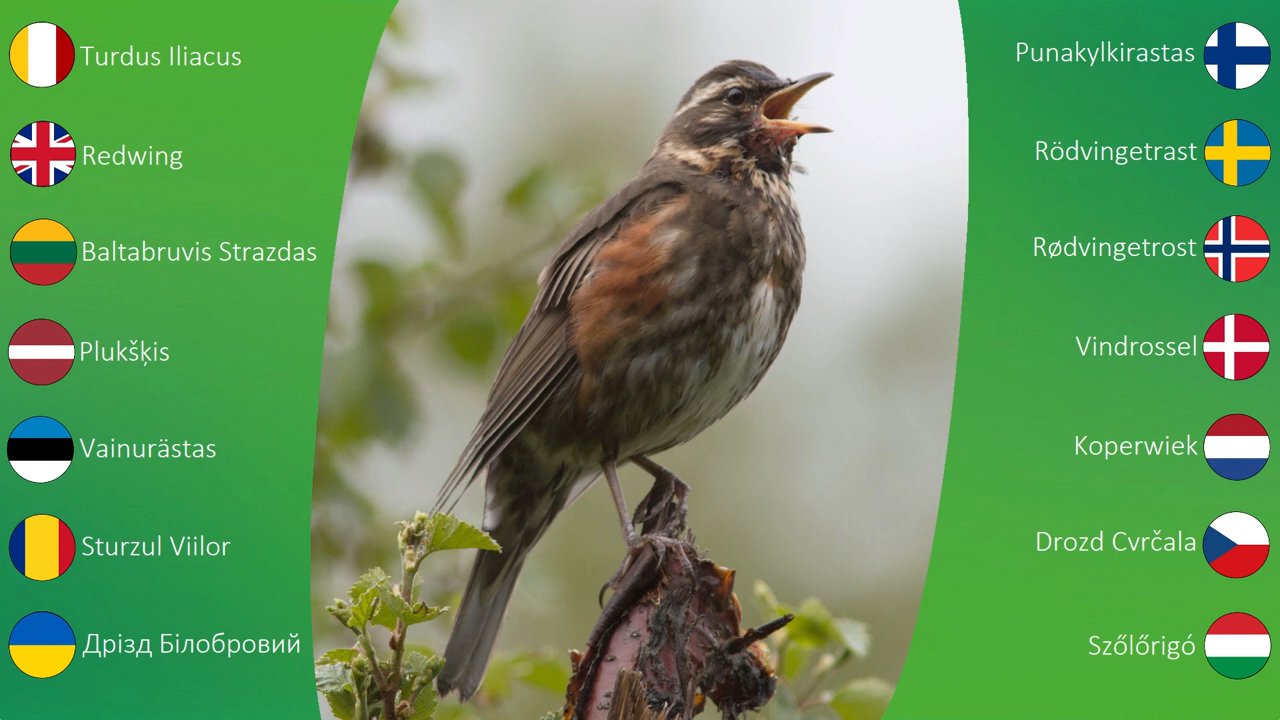 Turdus Iliacus
Redwing
Baltabruvis Strazdas
Plukšķis
Vainurästas
Sturzul Viilor
Дрізд Білобровий
Punakylkirastas
Rödvingetrast
Rødvingetrost
Vindrossel
Koperwiek
Drozd Cvrčala
Szőlőrigó